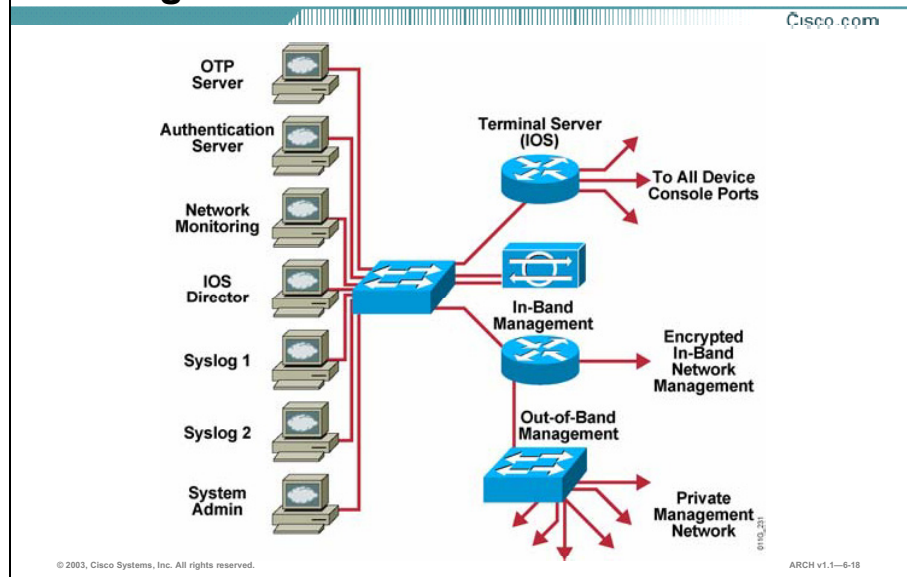 Cisco.com
OTP
Server
Authentication
Server
Network
Monitoring
IOS
Director
Syslog 1
Syslog 2
System
Admin
Terminal Server
(IOS)
To All Device
Console Ports
In-Band
Management
Encrypted
In-Band
Network
Management
Out-of-Band
Management
Private
Management
Network
011G_231
© 2003, Cisco Systems, Inc. All rights reserved.
ARCH v1.1—6-18